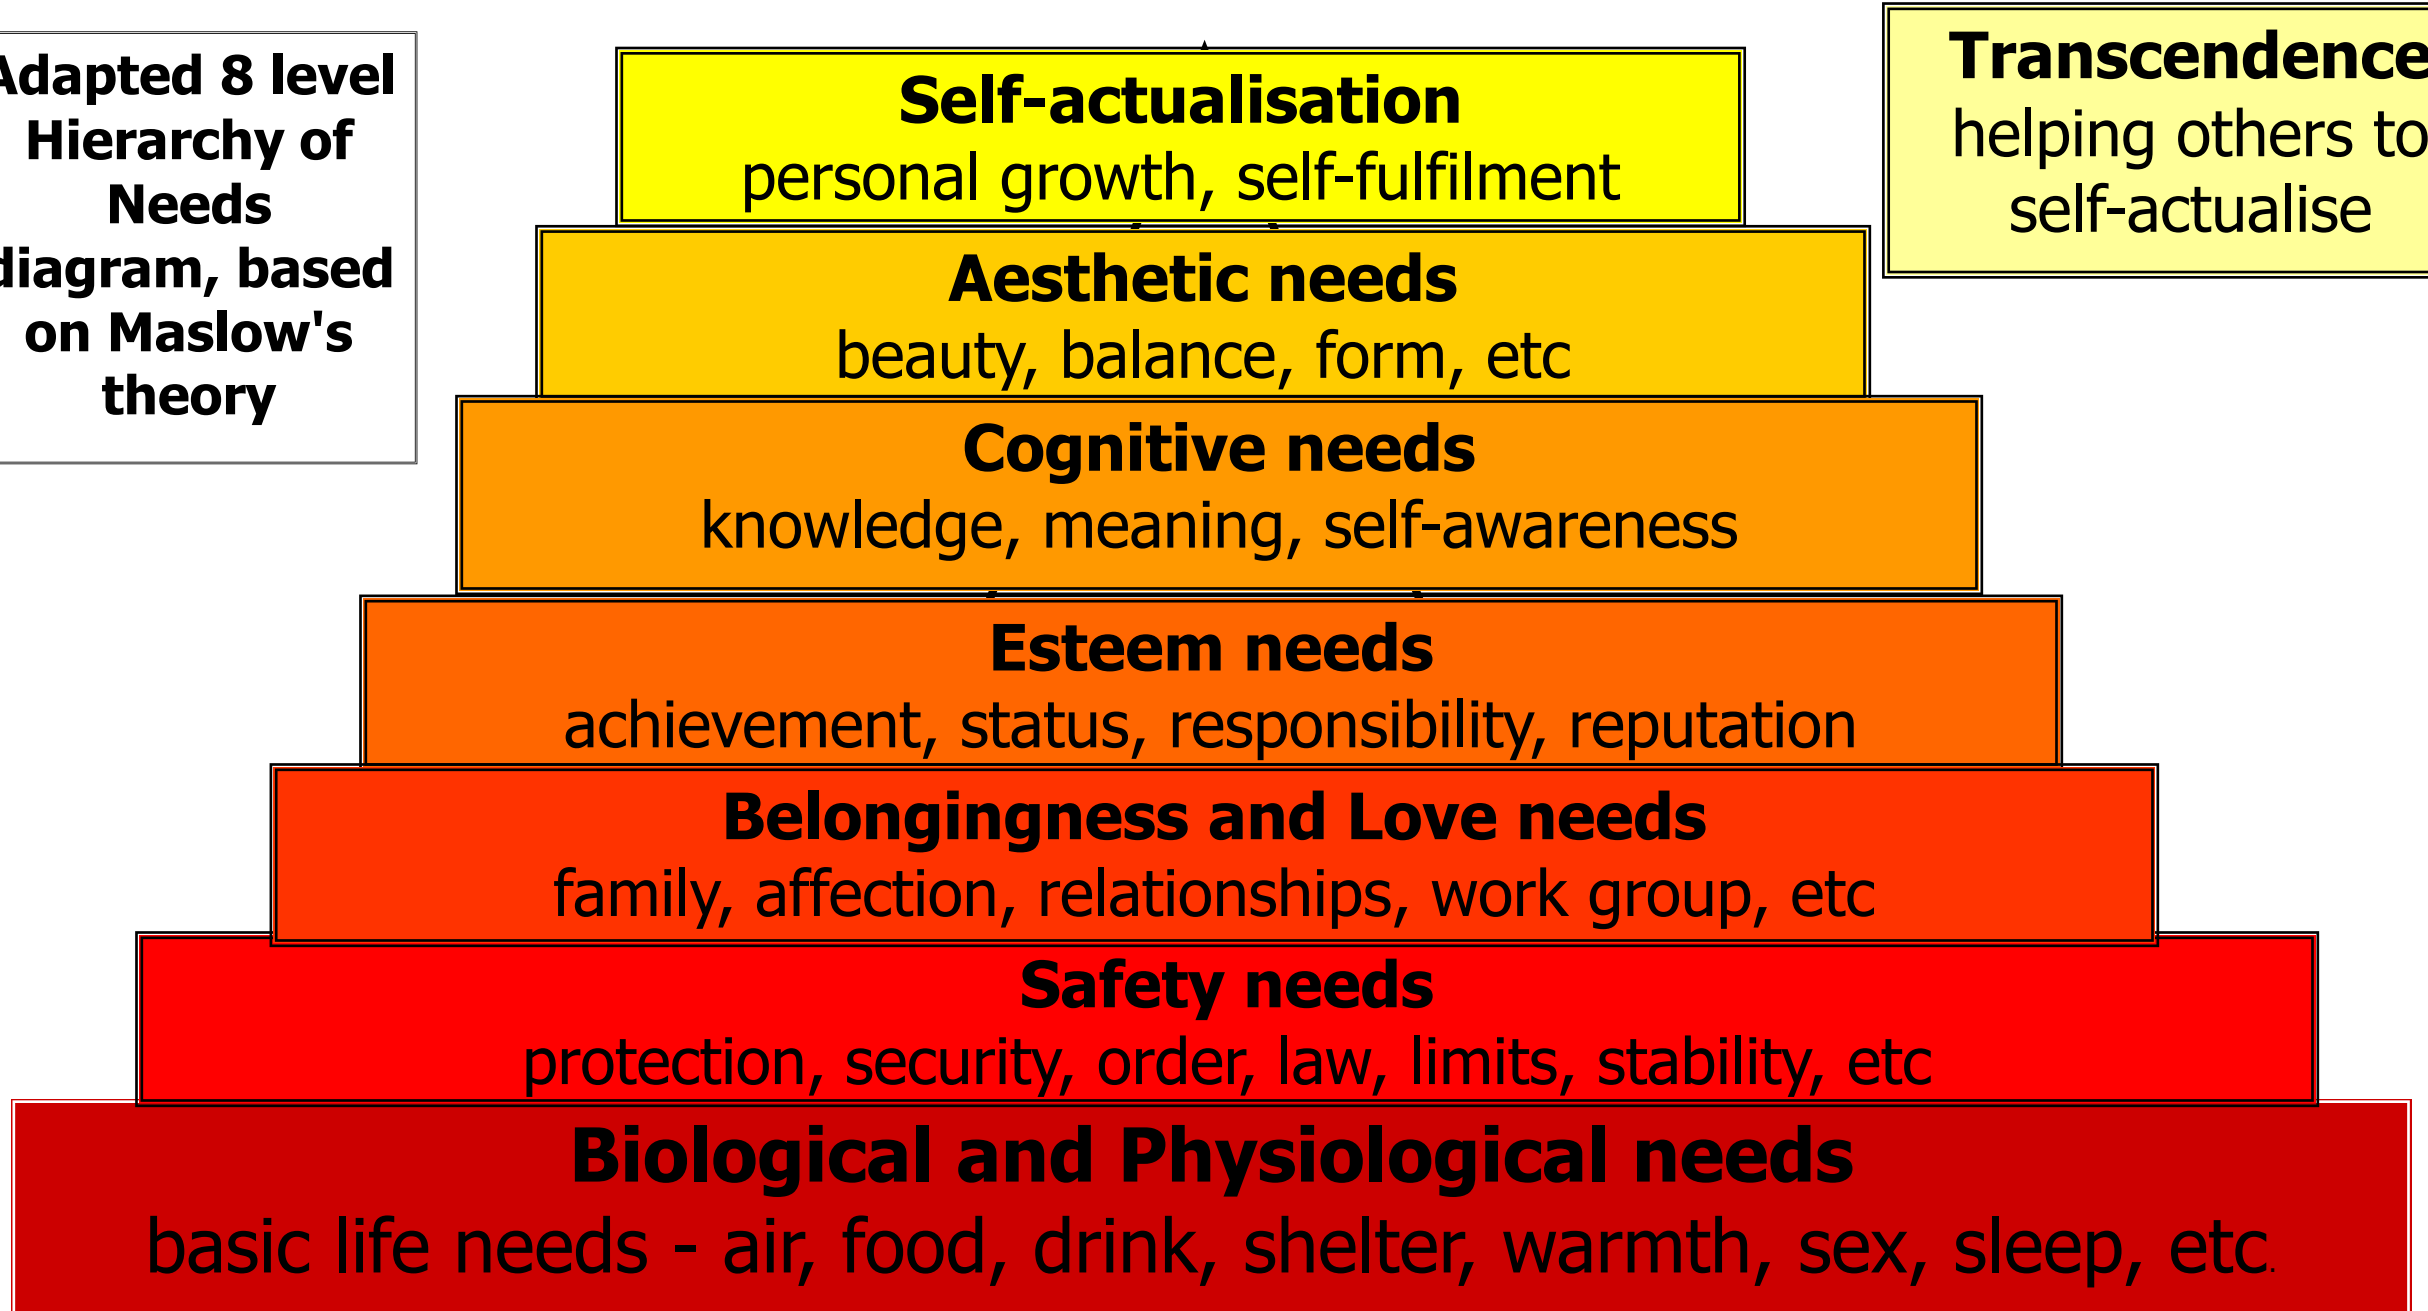 Adapted 8 level
Hierarchy of
Needs
diagram, based
on Maslow's
theory
Self-actualisation
personal growth, self-fulfilment
Transcendence
helping others to
self-actualise
Aesthetic needs
beauty, balance, form, etc
Cognitive needs
knowledge, meaning, self-awareness
Esteem needs
achievement, status, responsibility, reputation
Belongingness and Love needs
family, affection, relationships, work group, etc
Safety needs
protection, security, order, law, limits, stability, etc
Biological and Physiological needs
basic life needs - air, food, drink, shelter, warmth, sex, sleep, etc.